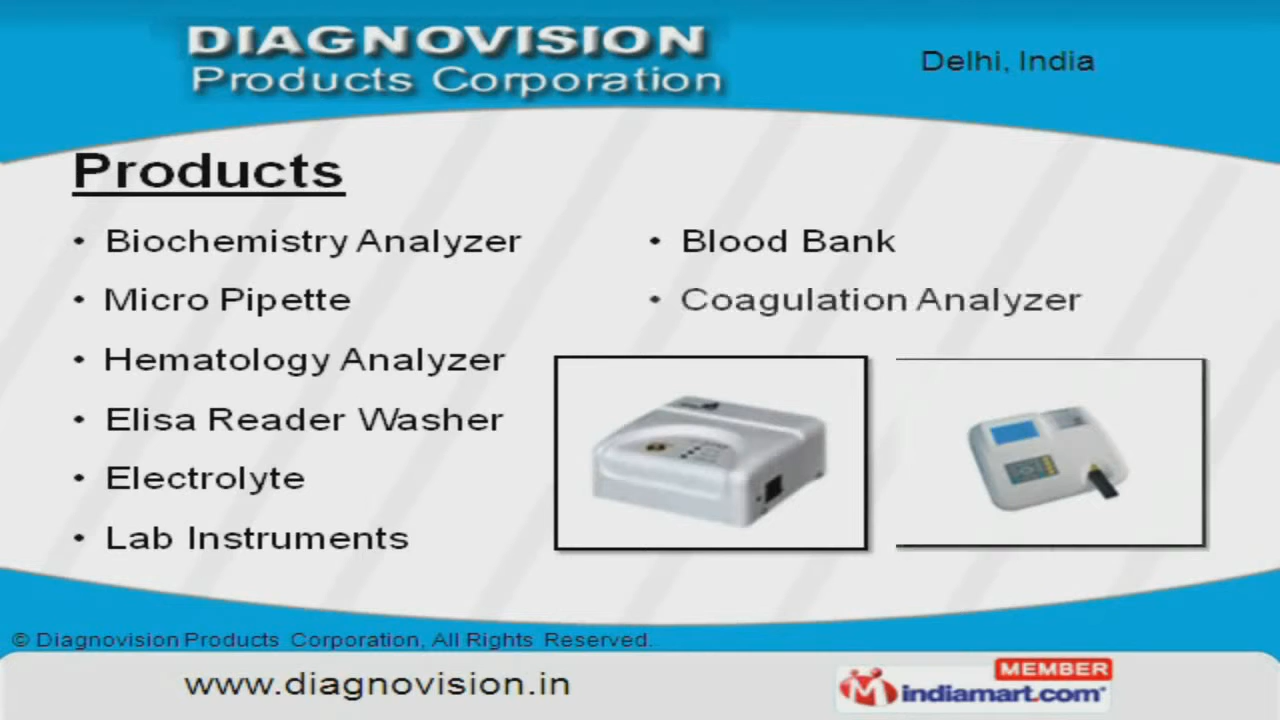 DIAGNOVISION
Products Corporation
Delhi, India
Products
• Biochemistry Analyzer
• Micro Pipette
• Hematology Analyzer
• Elisa Reader Washer
• Electrolyte
• Lab Instruments
• Blood Bank
• Coagulation Analyzer
© Diagnovision Products Corporation, All Rights Reserved.
www.diagnovision.in
MEMBER
indiamart.com